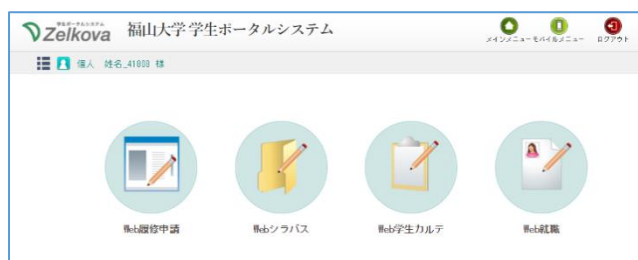 学生ポータルシステム
Zelkova 福山大学 学生ポータルシステム
メインメニュー モバイルメニュー ログアウト
個人 姓名_41800 様
Web履修申請 Webシラバス Web学生カルテ Web就職